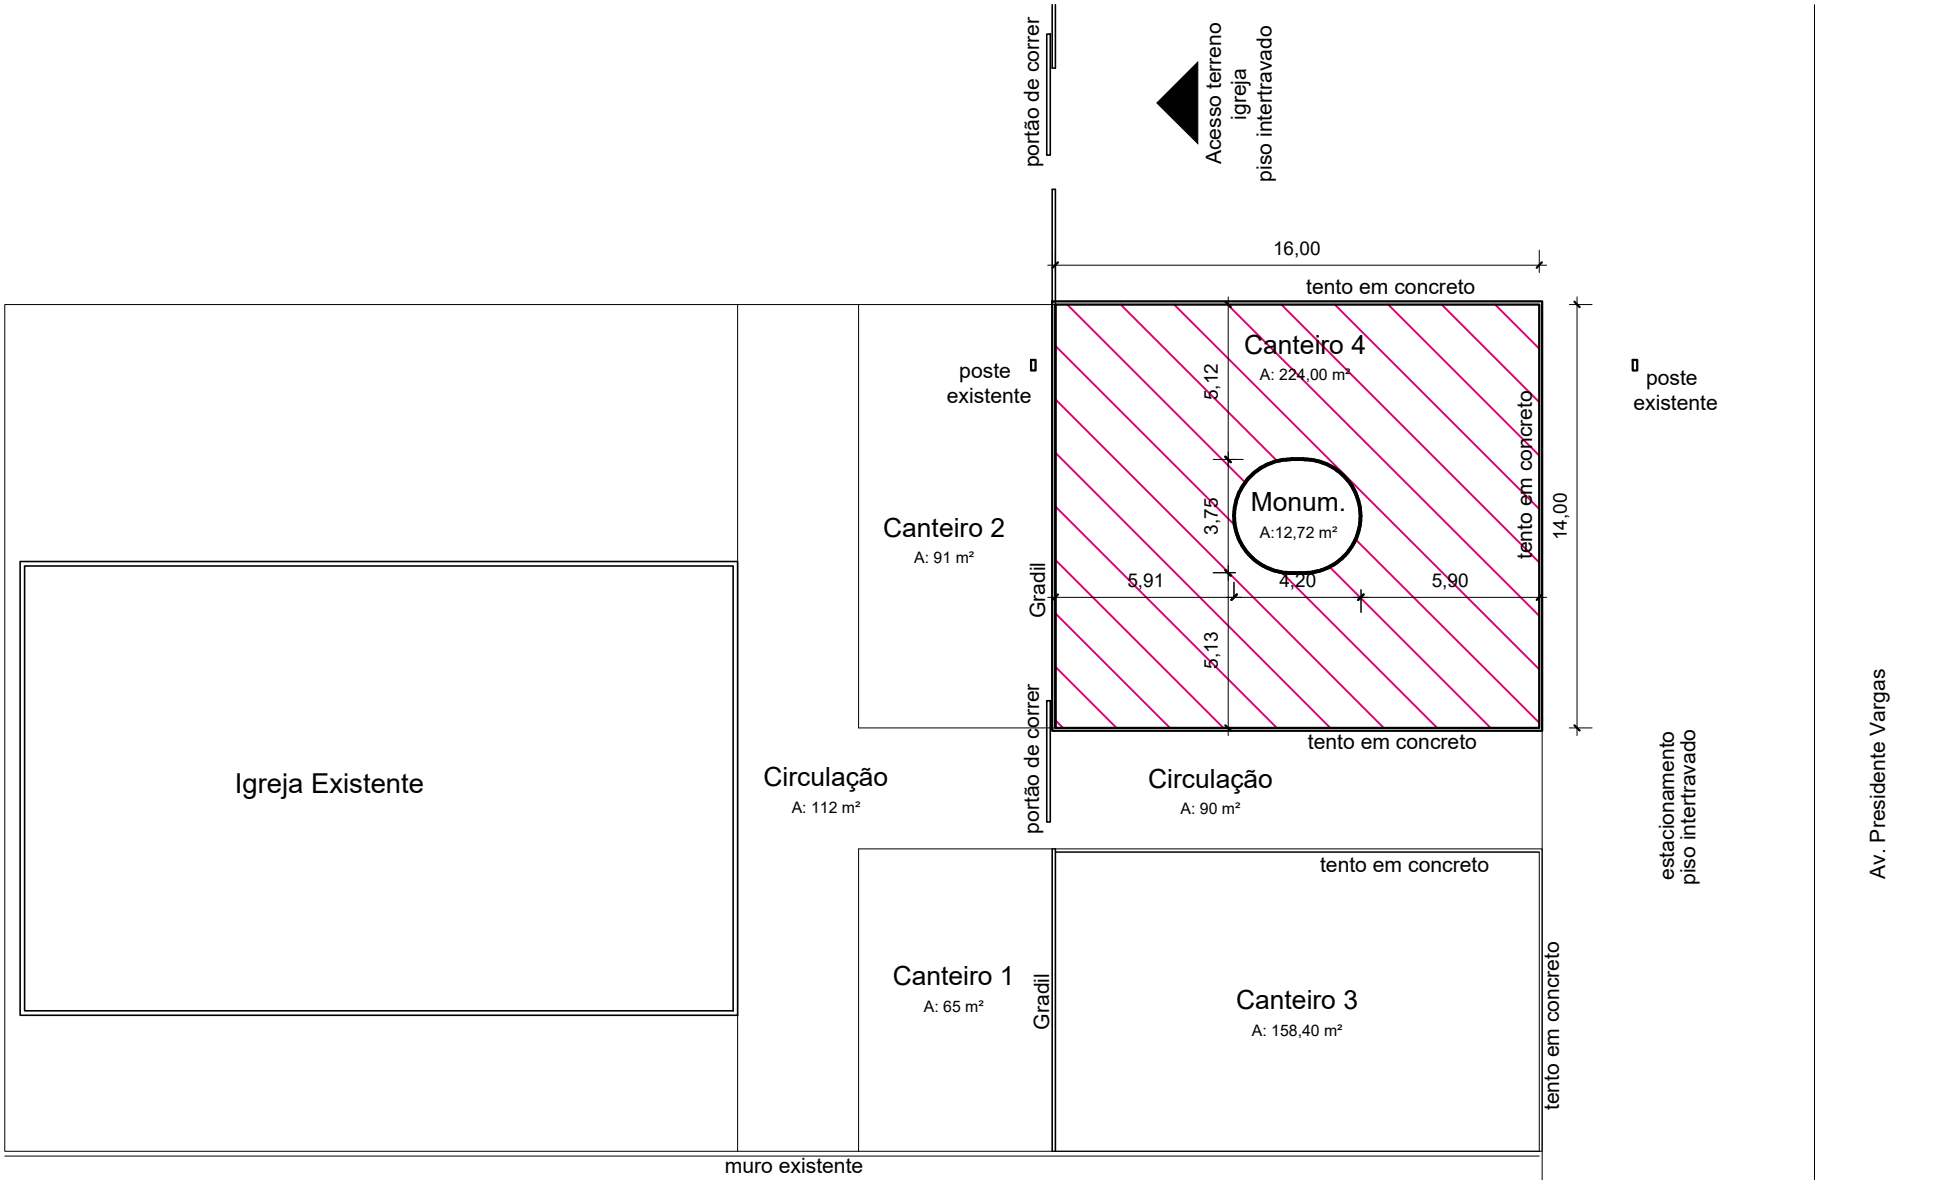 portão de correr
Acesso terreno
igreja
piso intertravado
16,00
tento em concreto
Canteiro 4
A: 224,00 m²
5,12
tento em concreto
14,00
poste
existente
poste
existente
Monum.
A:12,72 m²
3,75
Canteiro 2
A: 91 m²
Gradil
5,91
4,20
5,90
5,13
portão de correr
tento em concreto
Igreja Existente
Circulação
A: 112 m²
Circulação
A: 90 m²
estacionamento
piso intertravado
Av. Presidente Vargas
tento em concreto
Canteiro 1
A: 65 m²
Gradil
Canteiro 3
A: 158,40 m²
tento em concreto
muro existente